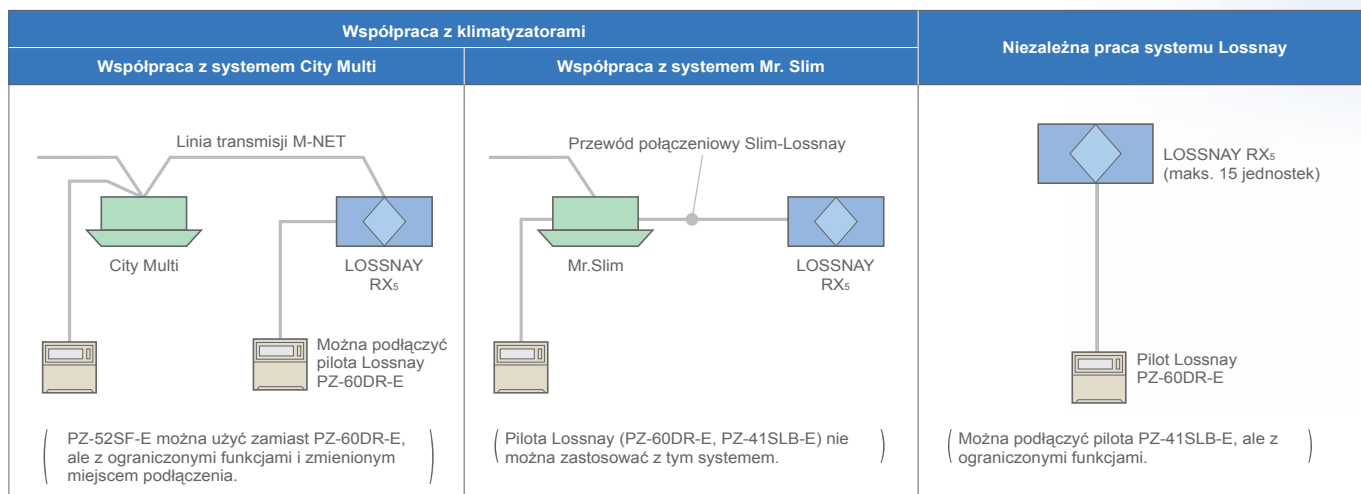 Współpraca z klimatyzatorami
Niezależna praca systemu Lossnay
Współpraca z systemem City Multi
Współpraca z systemem Mr. Slim
Linia transmisji M-NET
City Multi
LOSSNAY
RX5
Można podłączyć
pilota Lossnay
PZ-60DR-E
PZ-52SF-E można użyć zamiast PZ-60DR-E,
ale z ograniczonymi funkcjami i zmienionym
miejscem podłączenia.
Przewód połączeniowy Slim-Lossnay
Mr.Slim
LOSSNAY
RX5
Pilota Lossnay (PZ-60DR-E, PZ-41SLB-E) nie
można zastosować z tym systemem.
LOSSNAY RX5
(maks. 15 jednostek)
Pilot Lossnay
PZ-60DR-E
Można podłączyć pilota PZ-41SLB-E, ale z
ograniczonymi funkcjami.